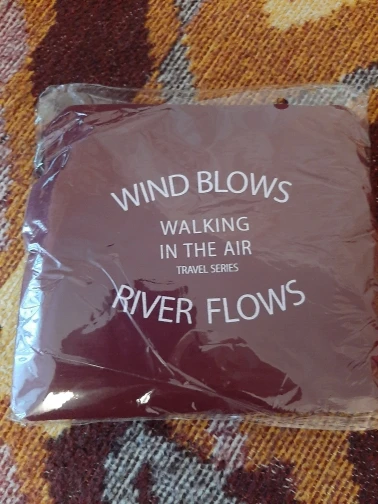 WIND BLOWS
WALKING
IN THE AIR
TRAVEL SERIES
RIVER FLOWS